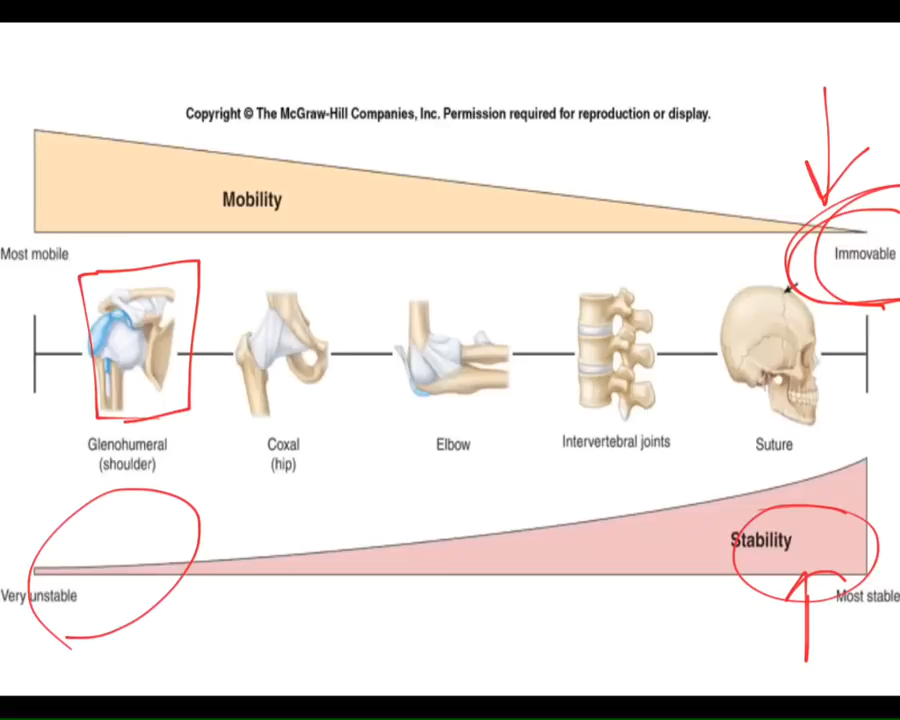 Copyright © The McGraw-Hill Companies, Inc. Permission required for reproduction or display.
Mobility
Most mobile
Immovable
Glenohumeral
(shoulder)
Coxal
(hip)
Elbow
Intervertebral joints
Suture
Stability
Very unstable
Most stable